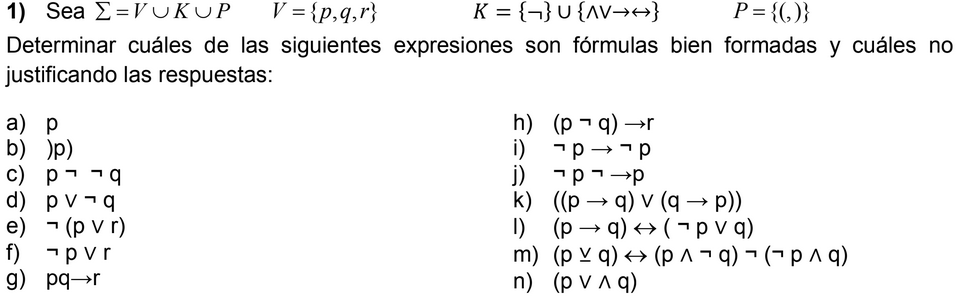 1) Sea ∑ = V ∪ K ∪ P V = {p,q,r} K = {¬} ∪ {∧∨→↔} P = {(,)}
Determinar cuáles de las siguientes expresiones son fórmulas bien formadas y cuáles no
justificando las respuestas:
a) p
b) )p)
c) p ¬ ¬ q
d) p ∨ ¬ q
e) ¬ (p ∨ r)
f) ¬ p ∨ r
g) pq→r
h) (p ¬ q) →r
i) ¬ p → ¬ p
j) ¬ p ¬ →p
k) ((p → q) ∨ (q → p))
l) (p → q) ↔ ( ¬ p ∨ q)
m) (p ⊻ q) ↔ (p ∧ ¬ q) ¬ (¬ p ∧ q)
n) (p ∨ ∧ q)